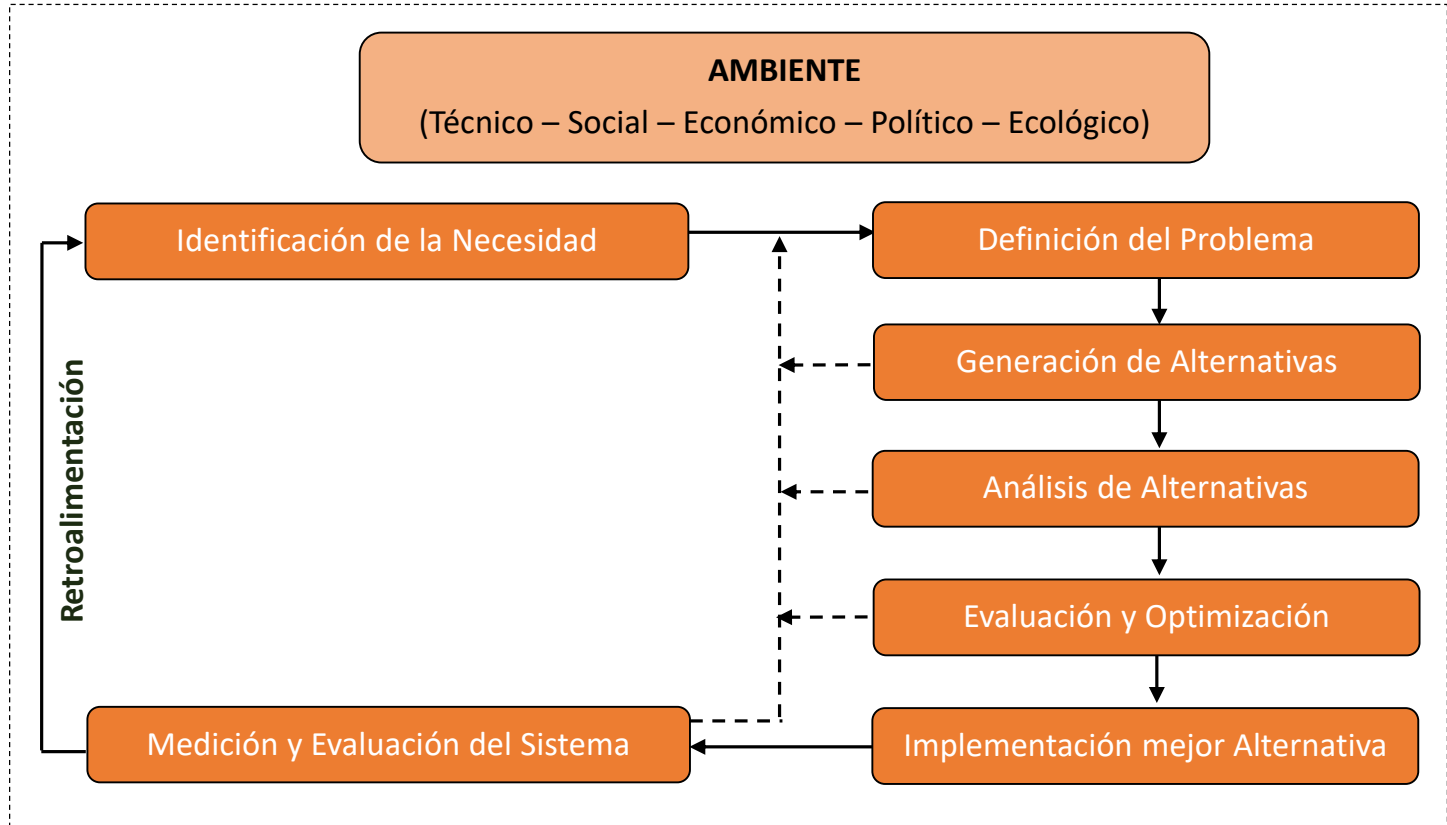 AMBIENTE
(Técnico – Social – Económico – Político – Ecológico)
Identificación de la Necesidad
Definición del Problema
Generación de Alternativas
Análisis de Alternativas
Evaluación y Optimización
Implementación mejor Alternativa
Medición y Evaluación del Sistema
Retroalimentación